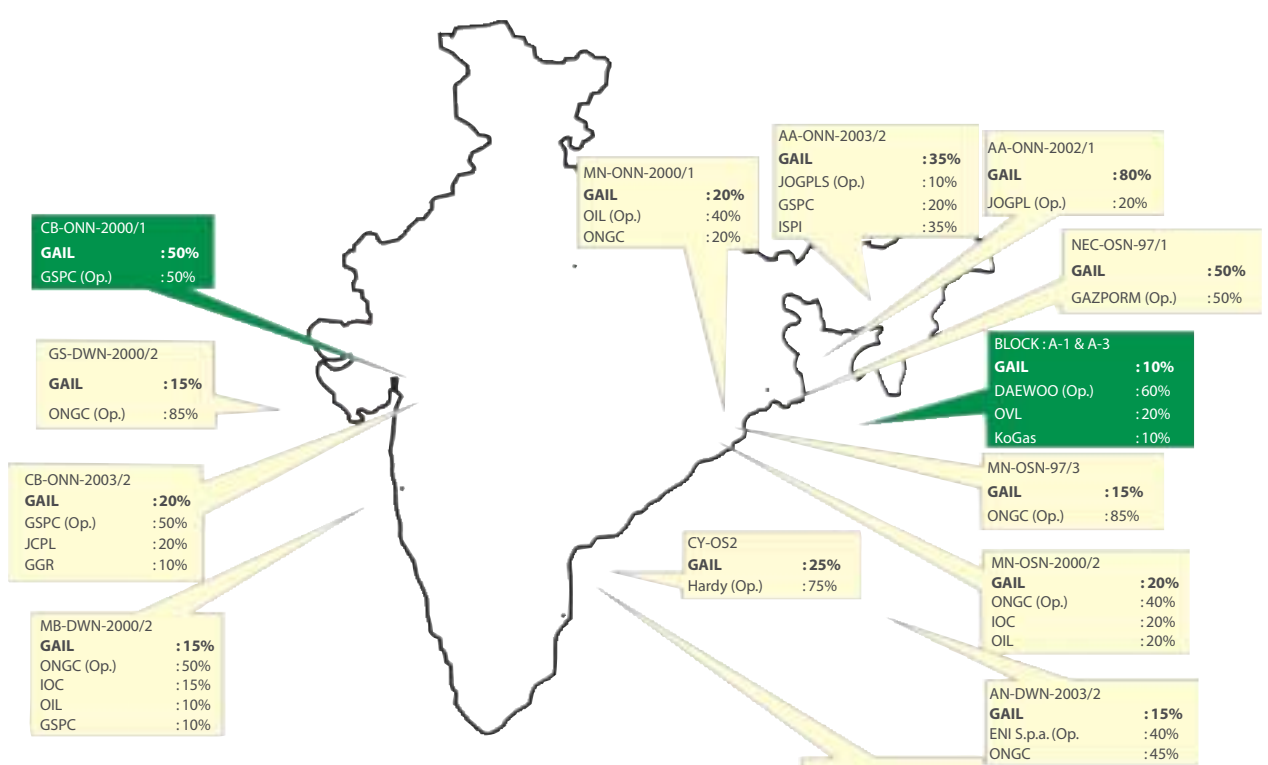 CB-ONN-2000/1
GAIL :50%
GSPC (Op.) :50%
GS-DWN-2000/2
GAIL :15%
ONGC (Op.) :85%
CB-ONN-2003/2
GAIL :20%
GSPC (Op.) :50%
JCPL :20%
GGR :10%
MB-DWN-2000/2
GAIL :15%
ONGC (Op.) :50%
IOC :15%
OIL :10%
GSPC :10%
MN-ONN-2000/1
GAIL :20%
OIL (Op.) :40%
ONGC :20%
AA-ONN-2003/2
GAIL :35%
JOGPLS (Op.) :10%
GSPC :20%
ISPI :35%
AA-ONN-2002/1
GAIL :80%
JOGPL (Op.) :20%
NEC-OSN-97/1
GAIL :50%
GAZPORM (Op.) :50%
BLOCK : A-1 & A-3
GAIL :10%
DAEWOO (Op.) :60%
OVL :20%
KoGas :10%
MN-OSN-97/3
GAIL :15%
ONGC (Op.) :85%
CY-OS2
GAIL :25%
Hardy (Op.) :75%
MN-OSN-2000/2
GAIL :20%
ONGC (Op.) :40%
IOC :20%
OIL :20%
AN-DWN-2003/2
GAIL :15%
ENI S.p.a. (Op. :40%
ONGC :45%